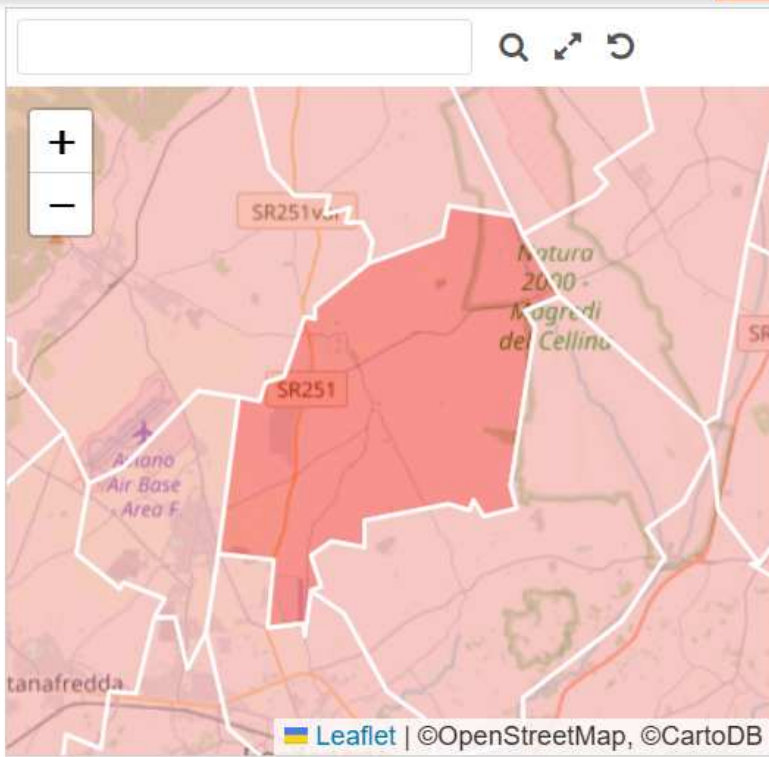 +
−
SR251var
Natura
2000 -
Magredi
del Cellina
SR
SR251
Aviano
Air Base
- Area F
tanafredda
Leaflet | ©OpenStreetMap, ©CartoDB